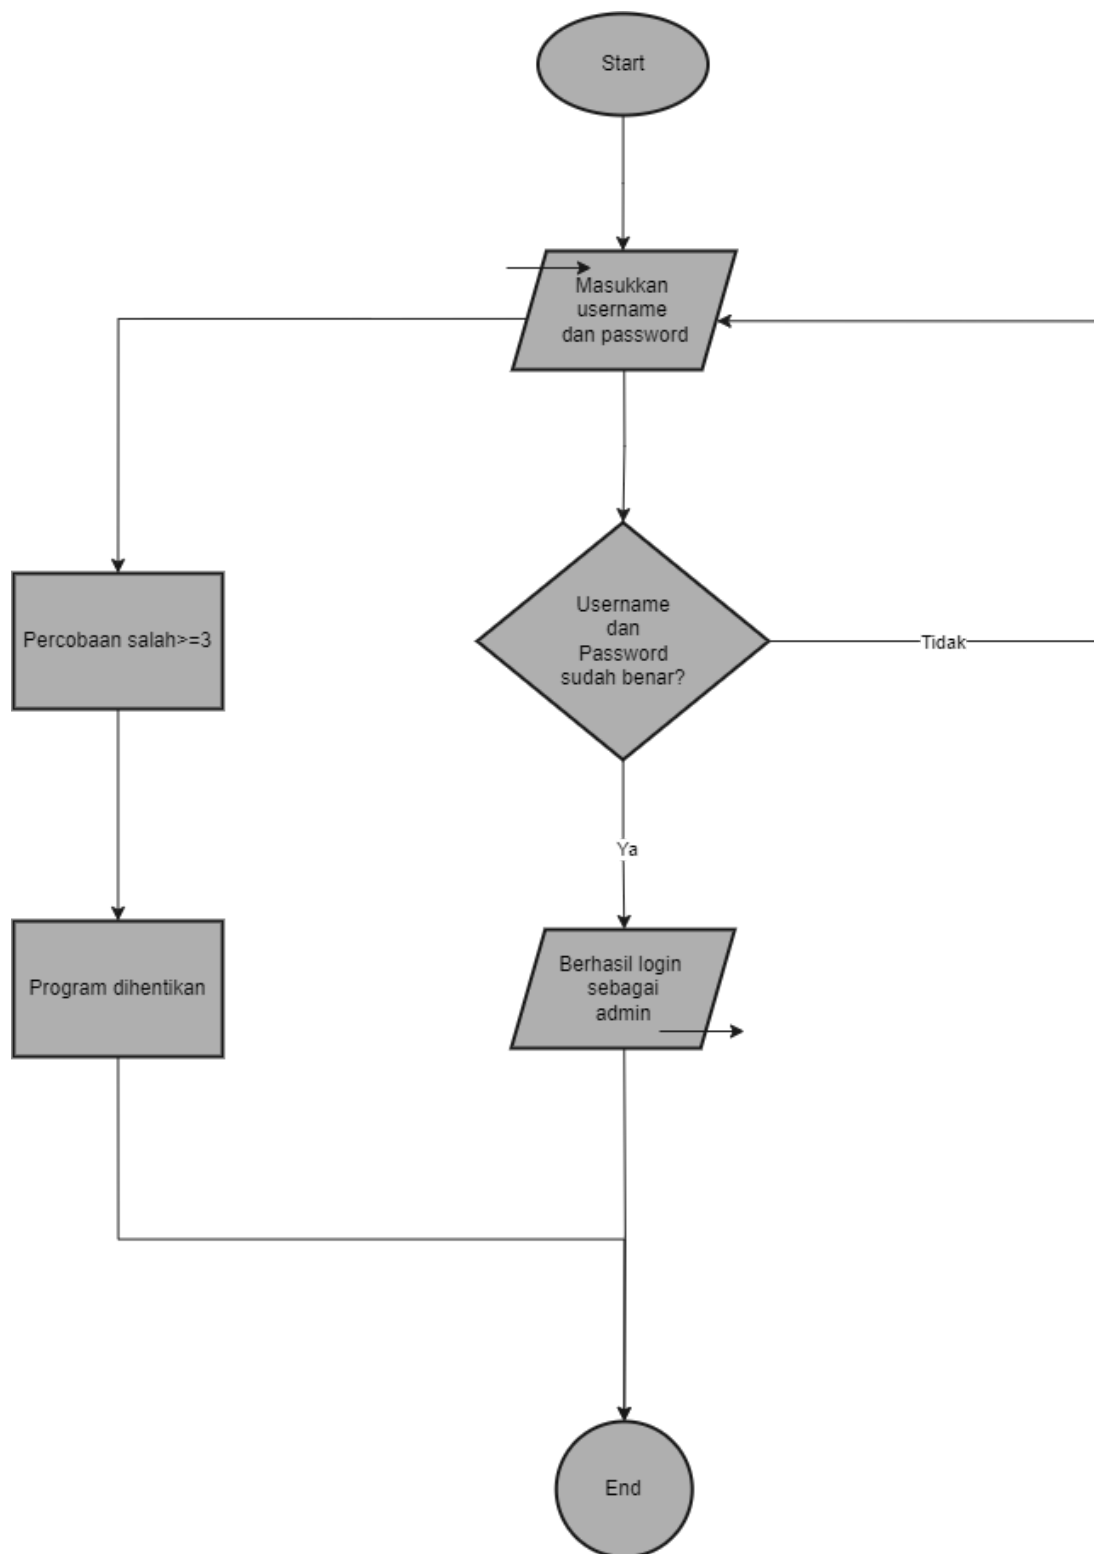 Start
Masukkan
username
dan password
Username
dan
Password
sudah benar?
Tidak
Percobaan salah>=3
Ya
Berhasil login
sebagai
admin
Program dihentikan
End